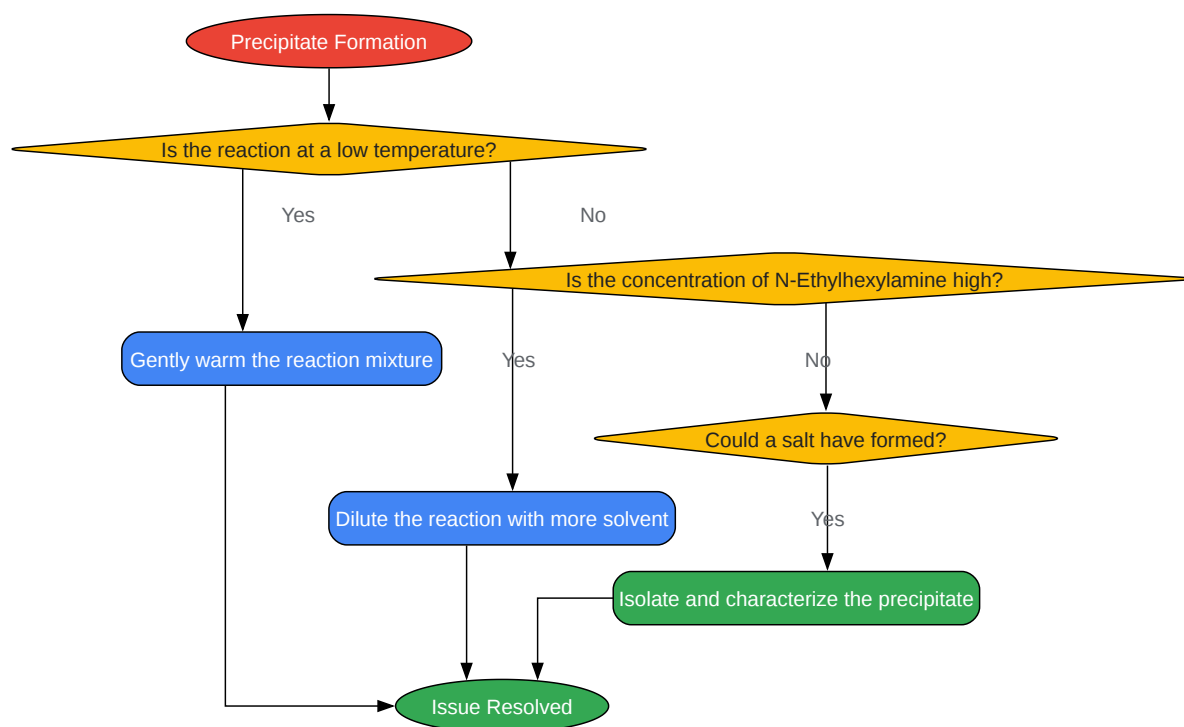 Precipitate Formation
Is the reaction at a low temperature?
Yes
No
Is the concentration of N-Ethylhexylamine high?
Gently warm the reaction mixture
Yes
No
Could a salt have formed?
Dilute the reaction with more solvent
Yes
Isolate and characterize the precipitate
Issue Resolved